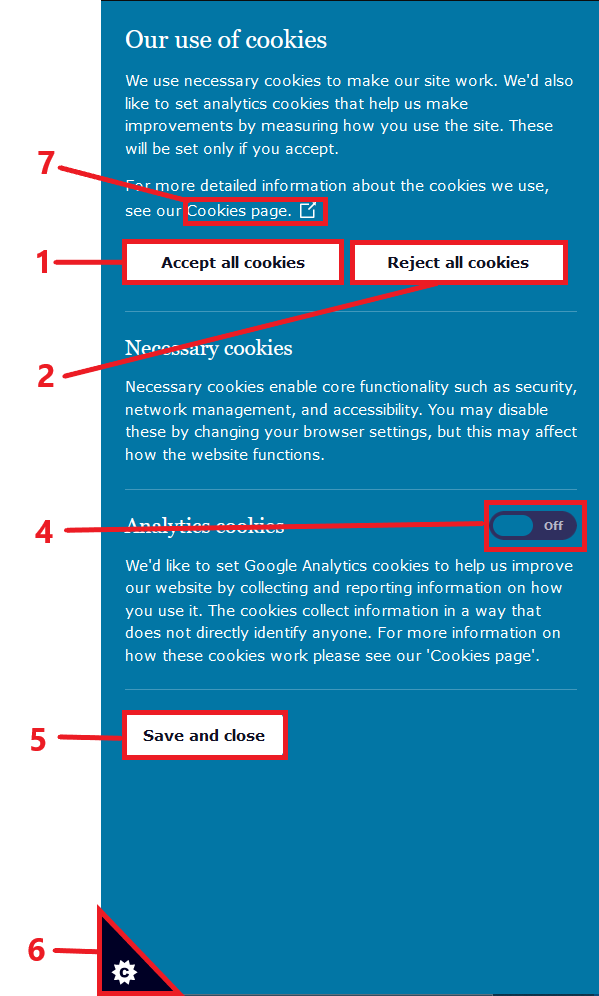 Our use of cookies
We use necessary cookies to make our site work. We'd also
like to set analytics cookies that help us make
improvements by measuring how you use the site. These
will be set only if you accept.
7
For more detailed information about the cookies we use,
see our Cookies page.
1
Accept all cookies
Reject all cookies
2
Necessary cookies
Necessary cookies enable core functionality such as security,
network management, and accessibility. You may disable
these by changing your browser settings, but this may affect
how the website functions.
4
Analytics cookies
Off
We'd like to set Google Analytics cookies to help us improve
our website by collecting and reporting information on how
you use it. The cookies collect information in a way that
does not directly identify anyone. For more information on
how these cookies work please see our 'Cookies page'.
5
Save and close
6
C